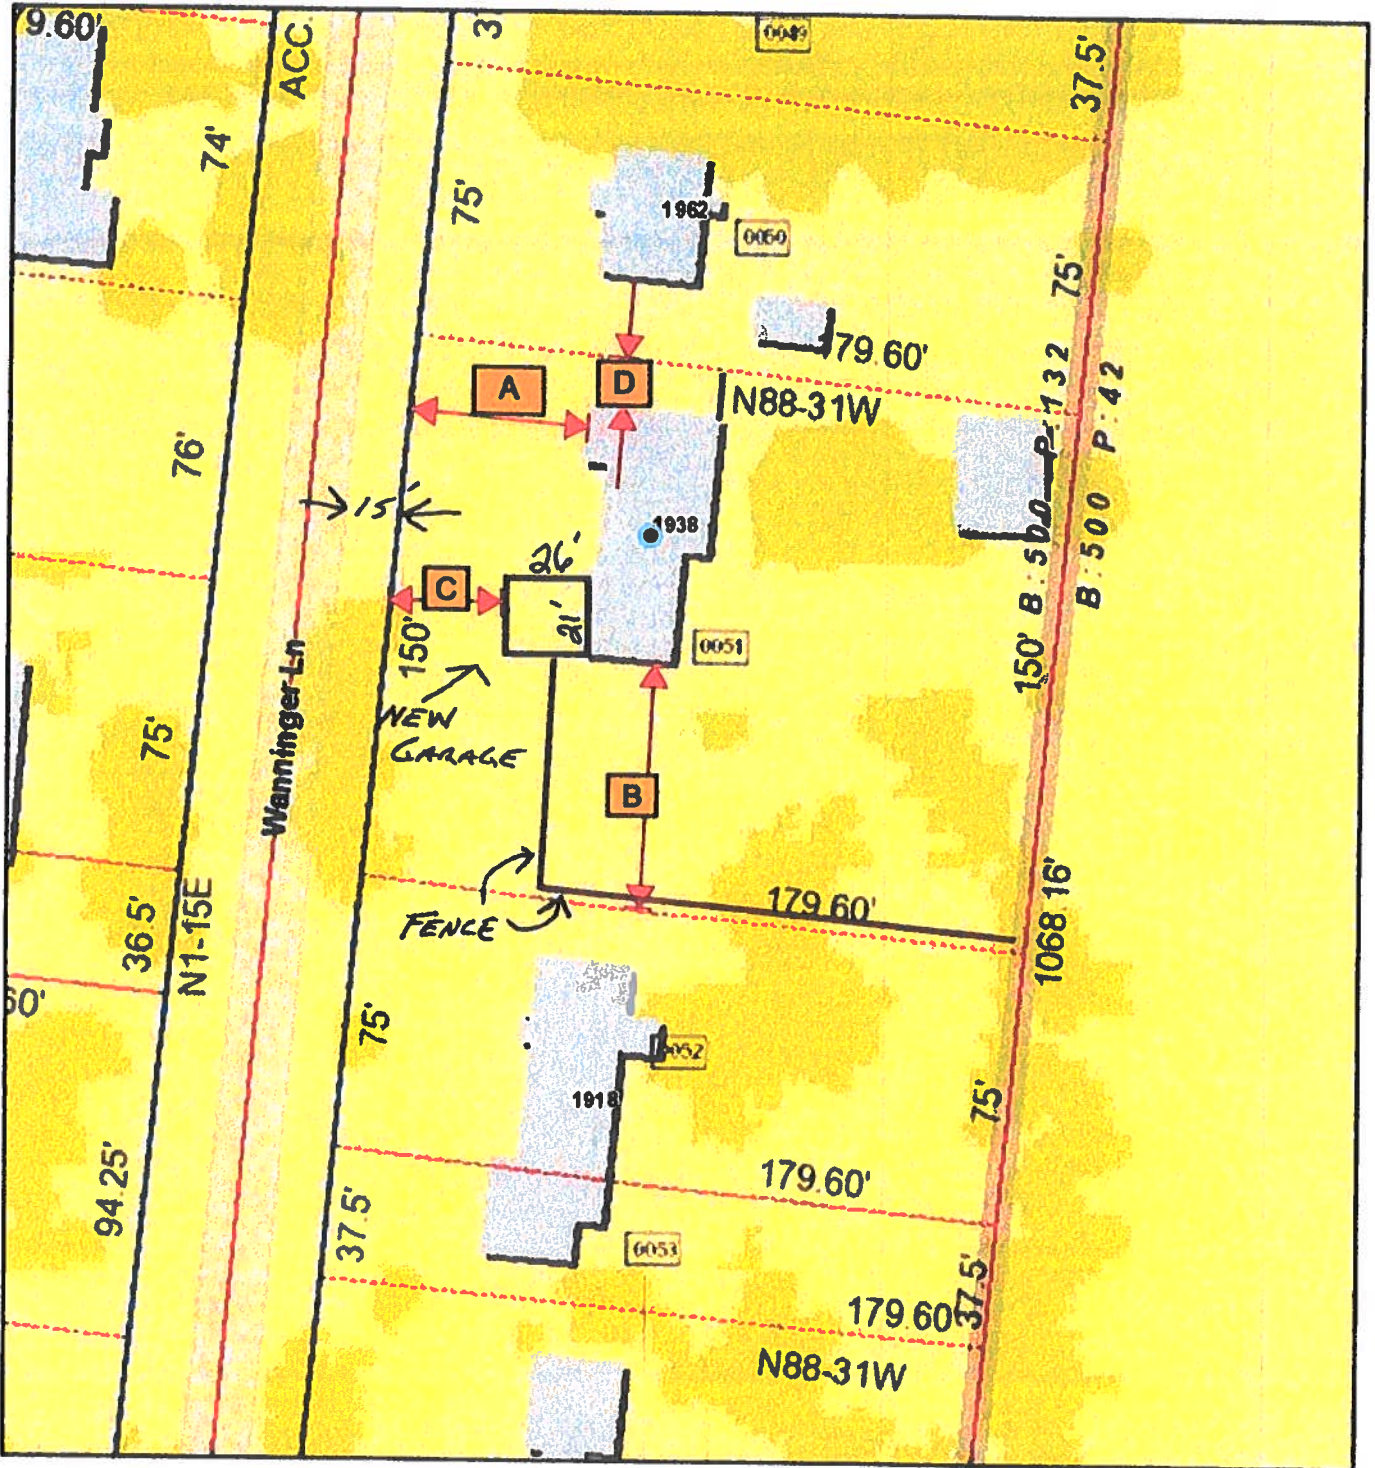 9.60'
ACC.
3
0049
37.5'
74'
75'
1962
0050
75'
79.60'
N88-31W
A
D
76'
15'
1938
B:500 P:132
B:500 P:42
26'
21'
C
150'
0051
150'
NEW
GARAGE
Wanninger Ln
75'
B
179.60'
FENCE
36.5'
N1-15E
1068.16'
60'
75'
0052
1918
75'
94.25'
179.60'
37.5'
0053
37.5'
179.60'
N88-31W